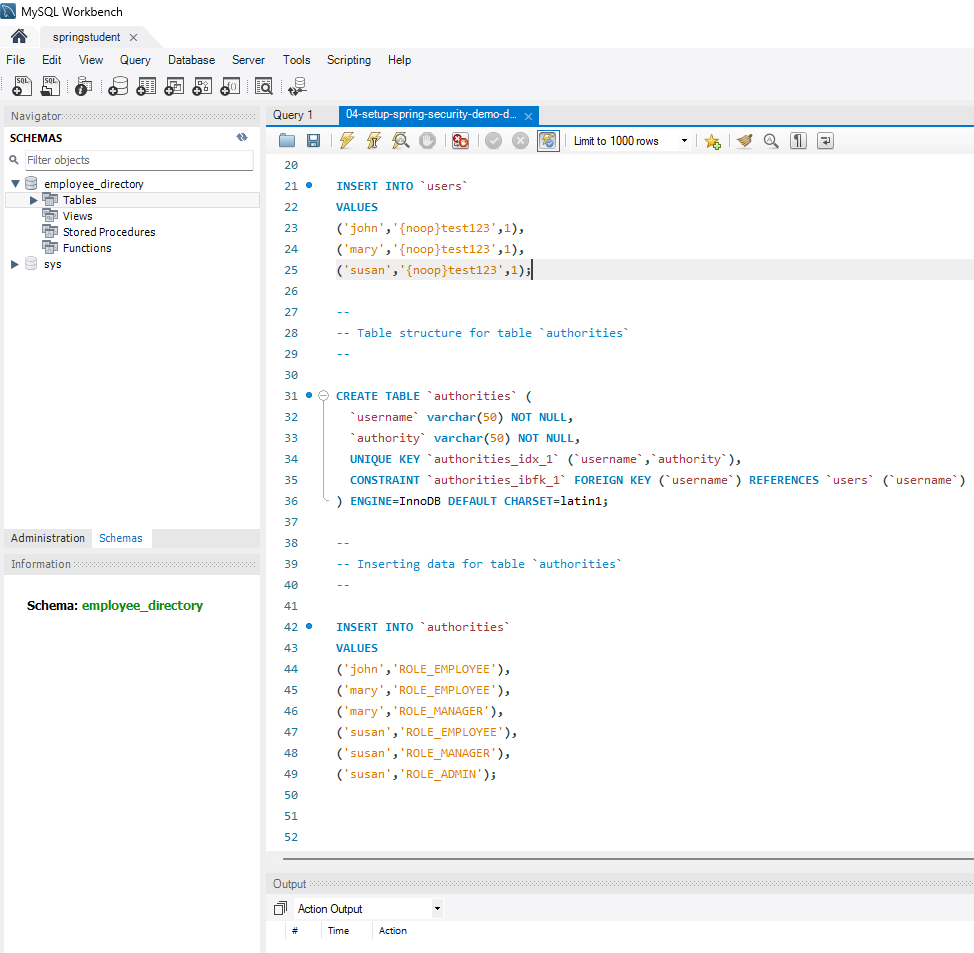 MySQL Workbench
springstudent
File Edit View Query Database Server Tools Scripting Help
Navigator
SCHEMAS
Filter objects
employee_directory
Tables
Views
Stored Procedures
Functions
sys
Administration Schemas
Information
Schema: employee_directory
Query 1 04-setup-spring-security-demo-d...
Limit to 1000 rows
20
21 INSERT INTO `users`
22 VALUES
23 ('john','{noop}test123',1),
24 ('mary','{noop}test123',1),
25 ('susan','{noop}test123',1);
26
27 --
28 -- Table structure for table `authorities`
29 --
30
31 CREATE TABLE `authorities` (
32 `username` varchar(50) NOT NULL,
33 `authority` varchar(50) NOT NULL,
34 UNIQUE KEY `authorities_idx_1` (`username`,`authority`),
35 CONSTRAINT `authorities_ibfk_1` FOREIGN KEY (`username`) REFERENCES `users` (`username`)
36 ) ENGINE=InnoDB DEFAULT CHARSET=latin1;
37
38 --
39 -- Inserting data for table `authorities`
40 --
41
42 INSERT INTO `authorities`
43 VALUES
44 ('john','ROLE_EMPLOYEE'),
45 ('mary','ROLE_EMPLOYEE'),
46 ('mary','ROLE_MANAGER'),
47 ('susan','ROLE_EMPLOYEE'),
48 ('susan','ROLE_MANAGER'),
49 ('susan','ROLE_ADMIN');
50
51
52
Output
Action Output
# Time Action